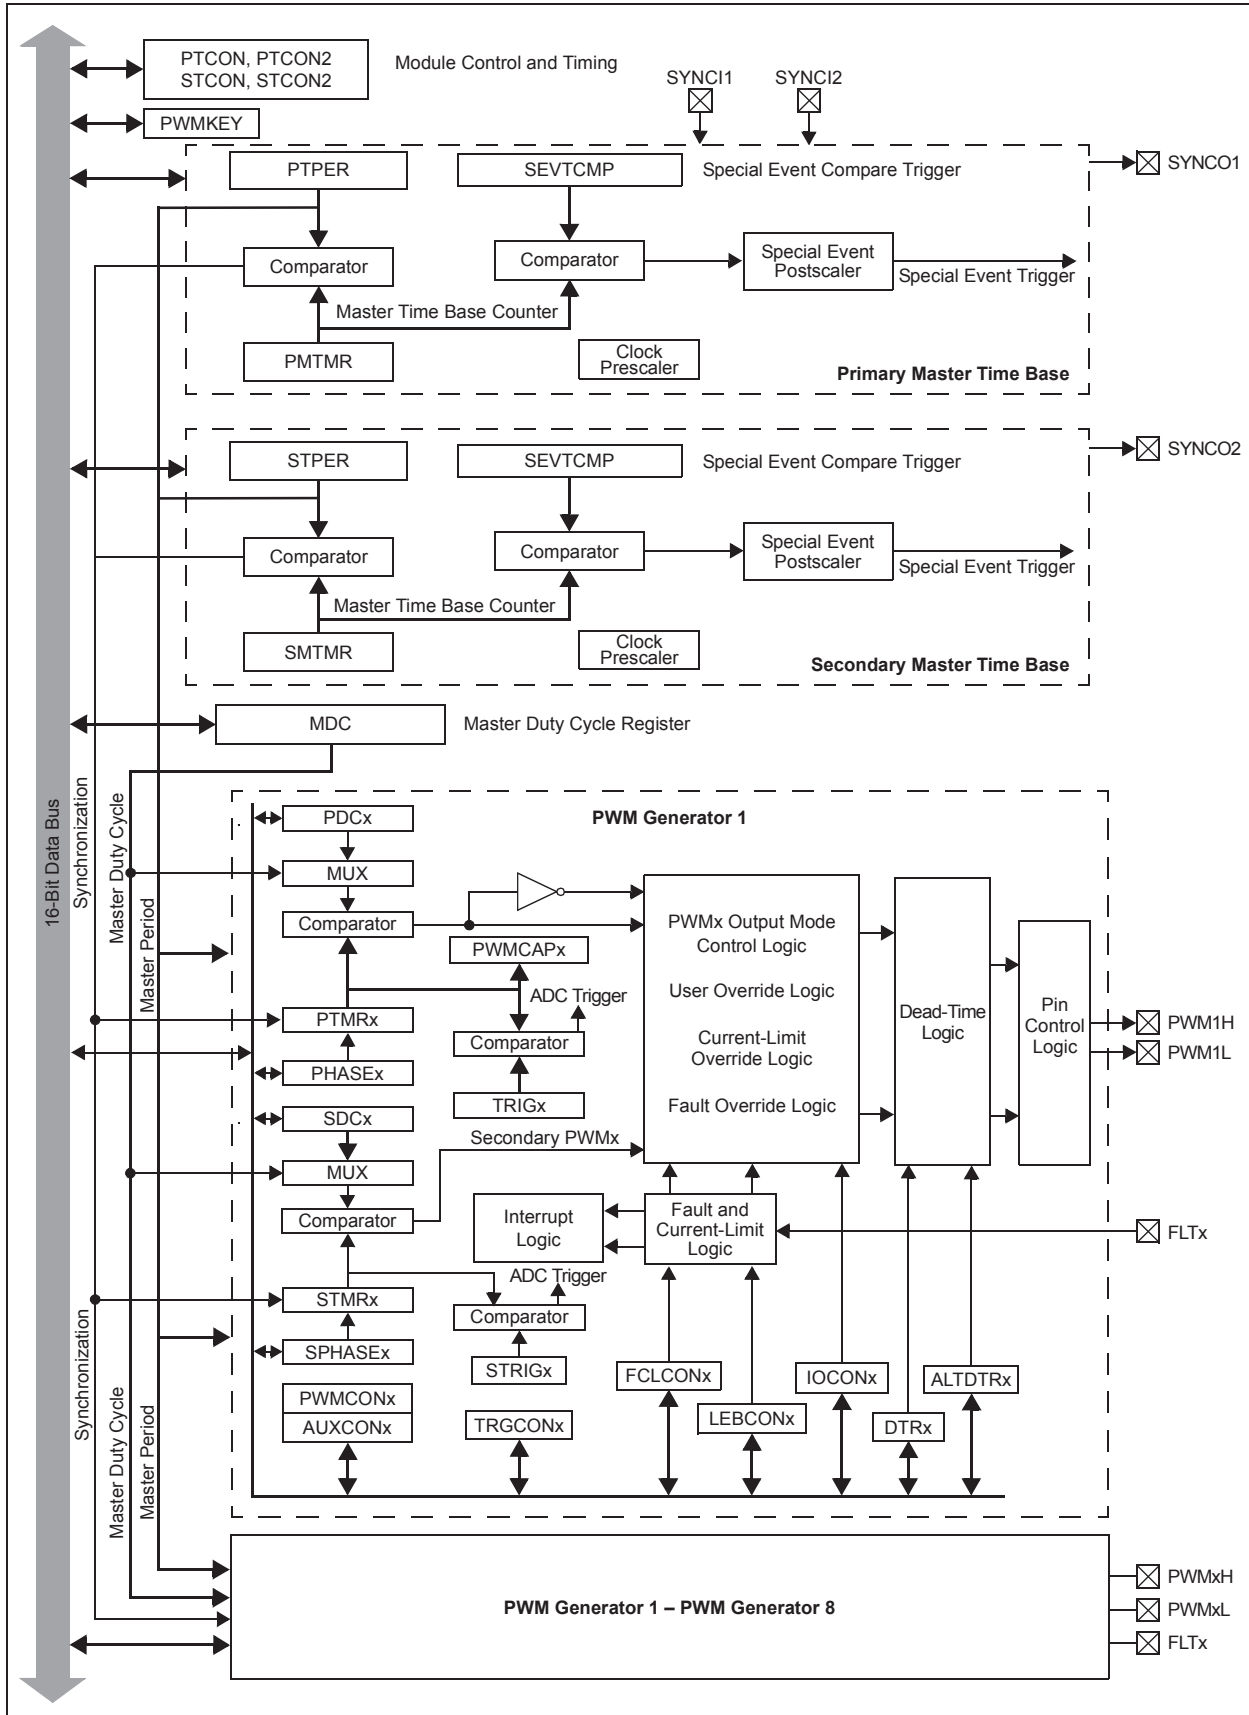 PTCON, PTCON2
STCON, STCON2
Module Control and Timing
SYNCI1
SYNCI2
PWMKEY
PTPER
SEVTCMP
Special Event Compare Trigger
SYNCO1
Comparator
Comparator
Special Event
Postscaler
Special Event Trigger
Master Time Base Counter
PMTMR
Clock
Prescaler
Primary Master Time Base
STPER
SEVTCMP
Special Event Compare Trigger
SYNCO2
Comparator
Comparator
Special Event
Postscaler
Special Event Trigger
Master Time Base Counter
SMTMR
Clock
Prescaler
Secondary Master Time Base
MDC
Master Duty Cycle Register
16-Bit Data Bus
Synchronization
Master Duty Cycle
Master Period
PWM Generator 1
PDCx
MUX
Comparator
PWMCAPx
ADC Trigger
PTMRx
Comparator
PHASEx
TRIGx
SDCx
Secondary PWMx
MUX
Comparator
PWMx Output Mode
Control Logic
User Override Logic
Current-Limit
Override Logic
Fault Override Logic
Dead-Time
Logic
Pin
Control
Logic
PWM1H
PWM1L
Interrupt
Logic
Fault and
Current-Limit
Logic
FLTx
ADC Trigger
STMRx
Comparator
SPHASEx
STRIGx
FCLCONx
IOCONx
ALTDTRx
PWMCONx
AUXCONx
TRGCONx
LEBCONx
DTRx
Synchronization
Master Duty Cycle
Master Period
PWM Generator 1 – PWM Generator 8
PWMxH
PWMxL
FLTx